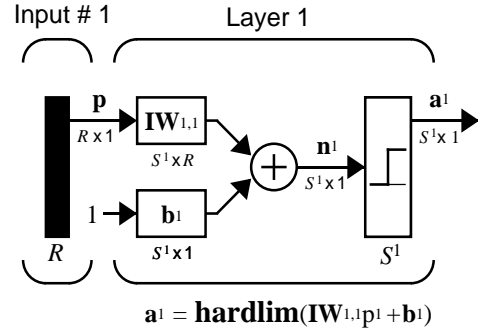 Input # 1 Layer 1
p a1
R x 1 IW1,1 n1 S1 x 1
S1 x R S1 x 1
1 b1
R S1 x 1 S1
a1 = hardlim(IW1,1p1 +b1)